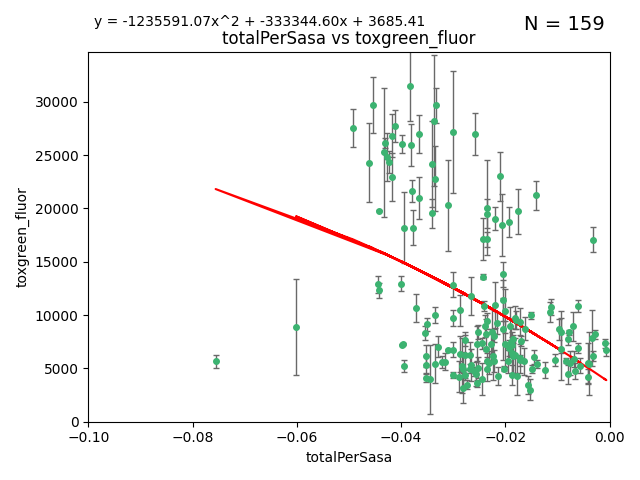 y = -1235591.07x^2 + -333344.60x + 3685.41
N = 159
totalPerSasa vs toxgreen_fluor
30000
25000
20000
15000
10000
5000
0
toxgreen_fluor
−0.10
−0.08
−0.06
−0.04
−0.02
0.00
totalPerSasa